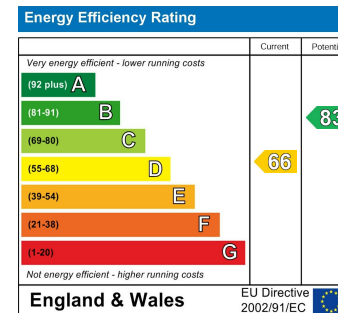 Energy Efficiency Rating
Current
Very energy efficient - lower running costs
(92 plus) A
(81-91) B
83
(69-80) C
(55-68) D
66
(39-54) E
(21-38) F
(1-20) G
Not energy efficient - higher running costs
England & Wales
EU Directive
2002/91/EC